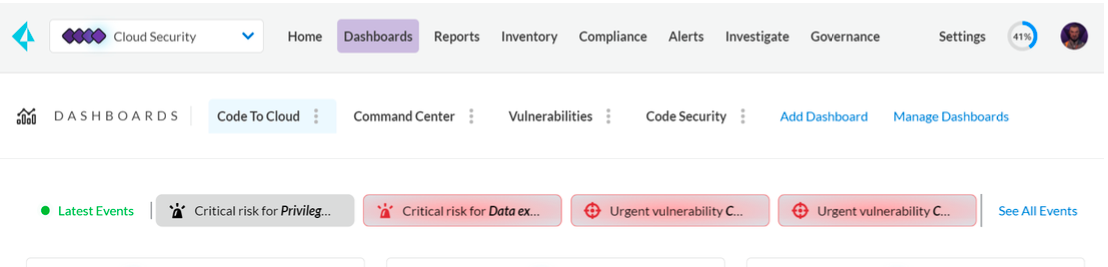 Cloud Security Home Dashboards Reports Inventory Compliance Alerts Investigate Governance Settings 41%
DASHBOARDS Code To Cloud Command Center Vulnerabilities Code Security Add Dashboard Manage Dashboards
Latest Events Critical risk for Privileg... Critical risk for Data ex... Urgent vulnerability C... Urgent vulnerability C... See All Events